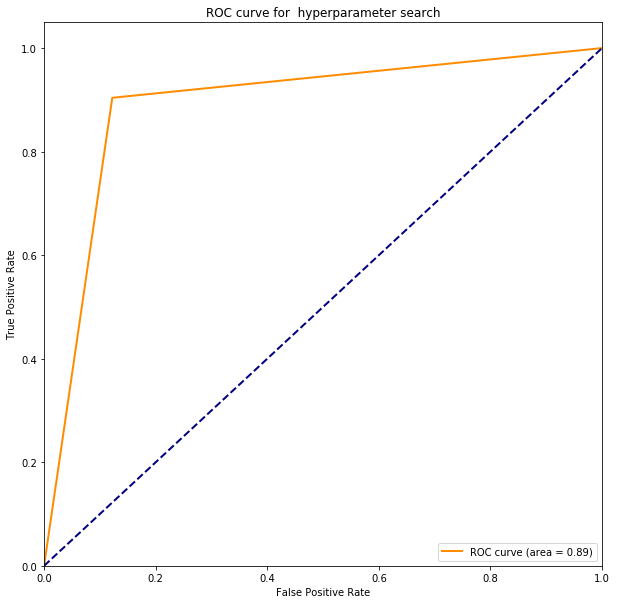 ROC curve for  hyperparameter search
1.0
0.8
0.6
0.4
0.2
0.0
True Positive Rate
ROC curve (area = 0.89)
0.0 0.2 0.4 0.6 0.8 1.0
False Positive Rate